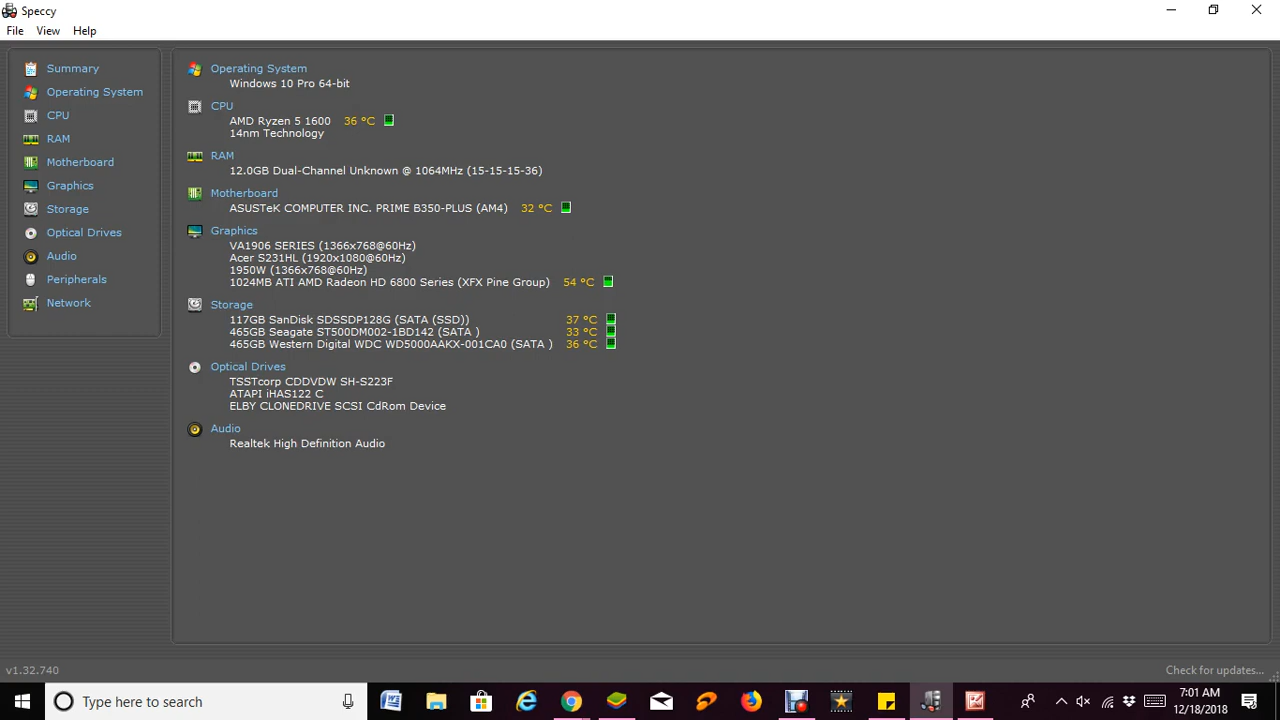 Speccy
File View Help
Summary
Operating System
CPU
RAM
Motherboard
Graphics
Storage
Optical Drives
Audio
Peripherals
Network
Operating System
Windows 10 Pro 64-bit
CPU
AMD Ryzen 5 1600 36 °C
14nm Technology
RAM
12.0GB Dual-Channel Unknown @ 1064MHz (15-15-15-36)
Motherboard
ASUSTeK COMPUTER INC. PRIME B350-PLUS (AM4) 32 °C
Graphics
VA1906 SERIES (1366x768@60Hz)
Acer S231HL (1920x1080@60Hz)
1950W (1366x768@60Hz)
1024MB ATI AMD Radeon HD 6800 Series (XFX Pine Group) 54 °C
Storage
117GB SanDisk SDSSDP128G (SATA (SSD)) 37 °C
465GB Seagate ST500DM002-1BD142 (SATA ) 33 °C
465GB Western Digital WDC WD5000AAKX-001CA0 (SATA ) 36 °C
Optical Drives
TSSTcorp CDDVDW SH-S223F
ATAPI iHAS122 C
ELBY CLONEDRIVE SCSI CdRom Device
Audio
Realtek High Definition Audio
v1.32.740
Check for updates...
Type here to search
7:01 AM
12/18/2018